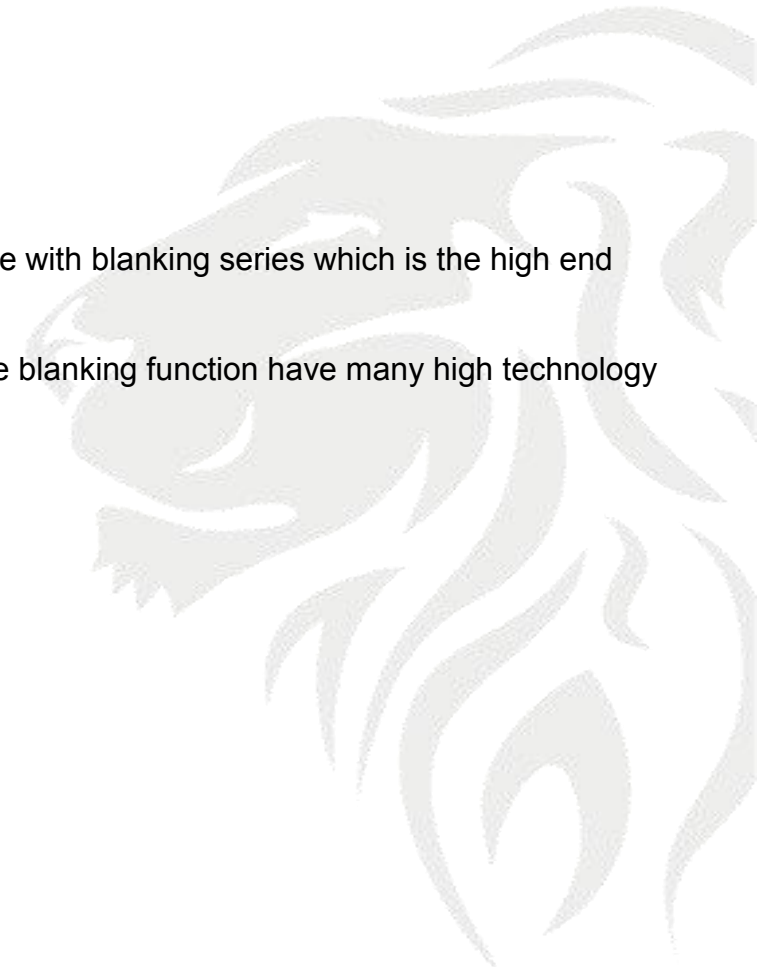 with blanking series which is the high end
blanking function have many high technology